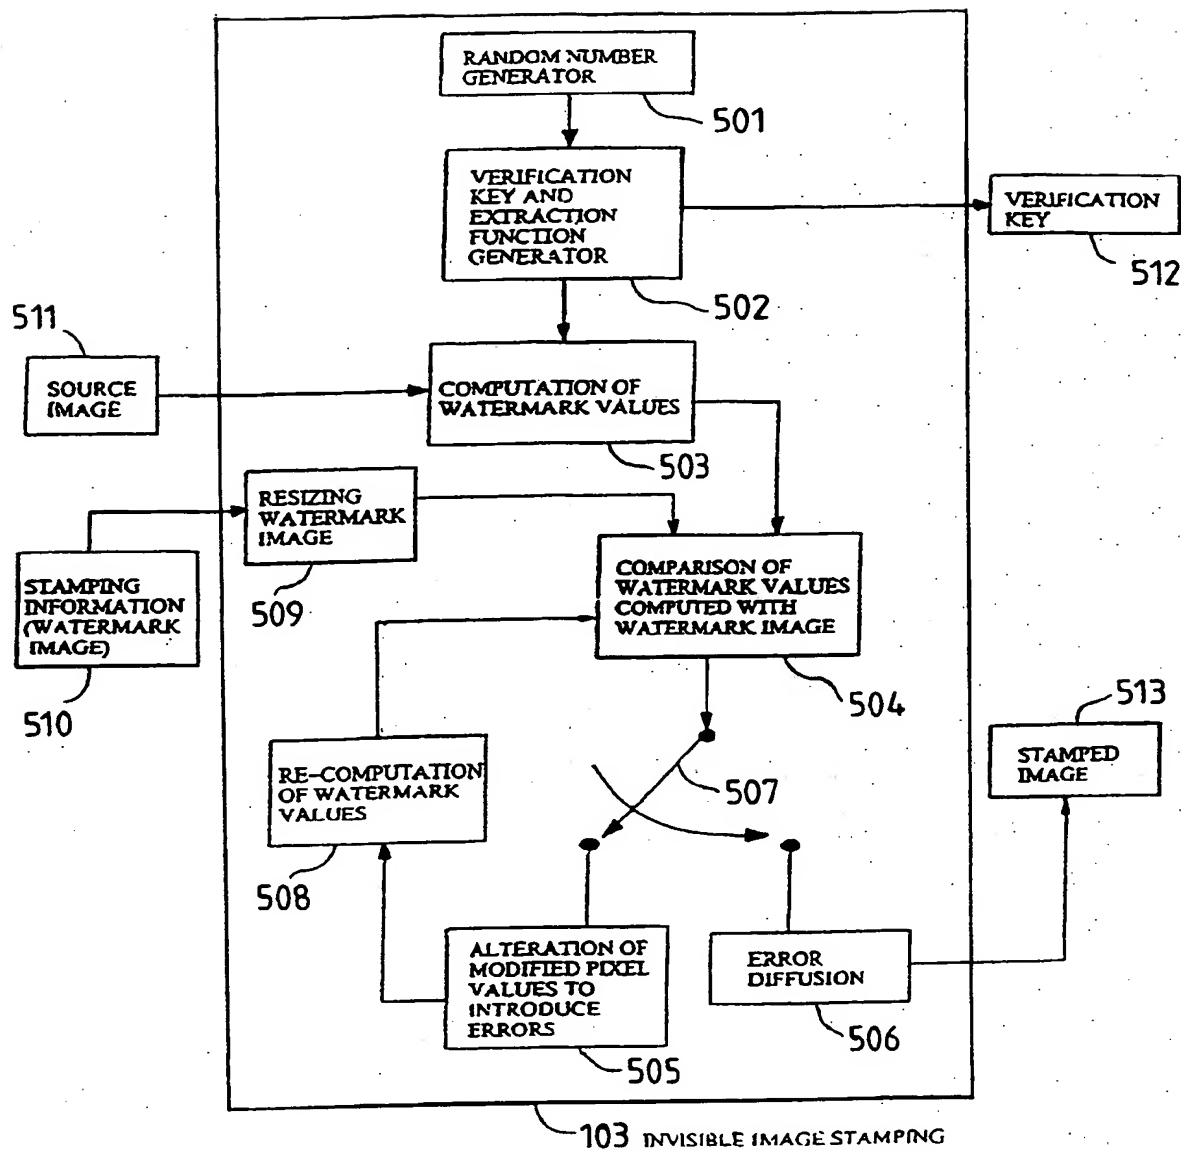 RANDOM NUMBER
GENERATOR
501
VERIFICATION
KEY AND
EXTRACTION
FUNCTION
GENERATOR
502
VERIFICATION
KEY
512
511
SOURCE
IMAGE
COMPUTATION OF
WATERMARK VALUES
503
RESIZING
WATERMARK
IMAGE
509
STAMPING
INFORMATION
(WATERMARK
IMAGE)
510
COMPARISON OF
WATERMARK VALUES
COMPUTED WITH
WATERMARK IMAGE
504
513
STAMPED
IMAGE
RE-COMPUTATION
OF WATERMARK
VALUES
508
507
ALTERATION OF
MODIFIED PIXEL
VALUES TO
INTRODUCE
ERRORS
505
ERROR
DIFFUSION
506
103 INVISIBLE IMAGE STAMPING